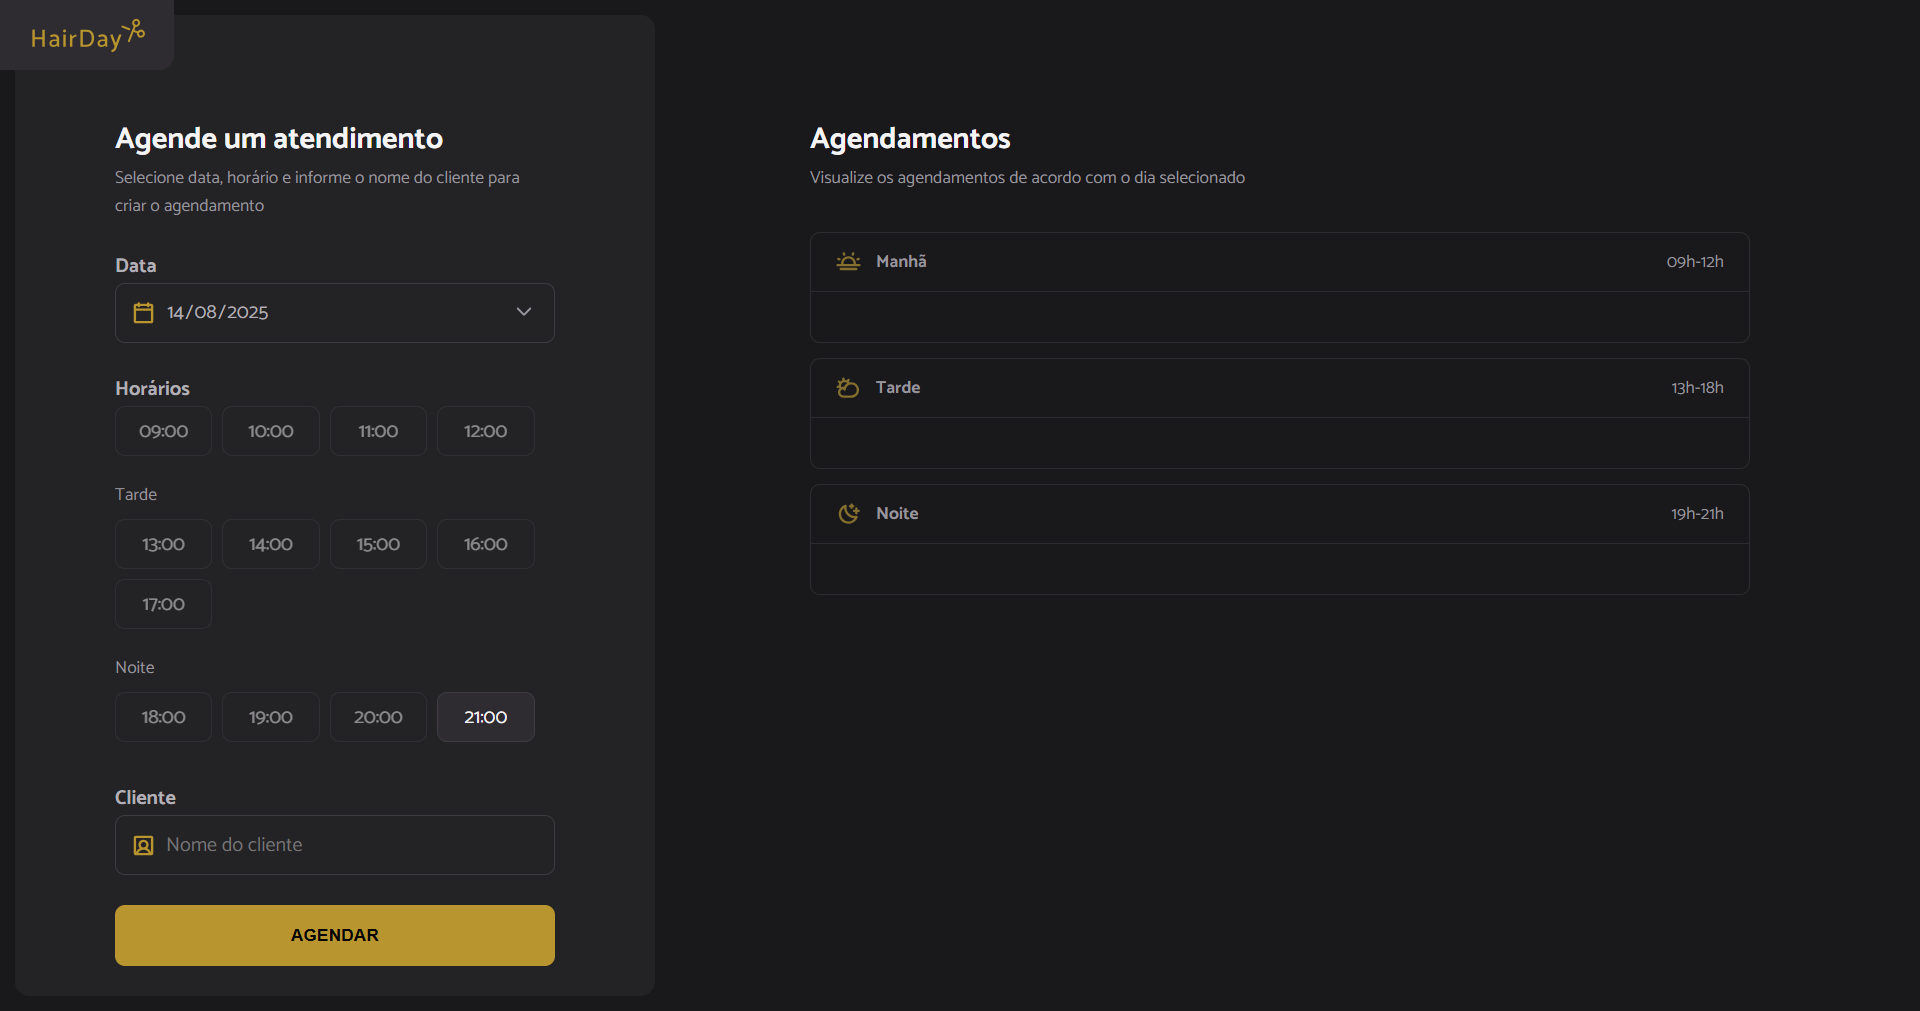 HairDay
Agende um atendimento
Selecione data, horário e informe o nome do cliente para
criar o agendamento
Data
14/08/2025
Horários
09:00 10:00 11:00 12:00
Tarde
13:00 14:00 15:00 16:00
17:00
Noite
18:00 19:00 20:00 21:00
Cliente
Nome do cliente
AGENDAR
Agendamentos
Visualize os agendamentos de acordo com o dia selecionado
Manhã 09h-12h
Tarde 13h-18h
Noite 19h-21h